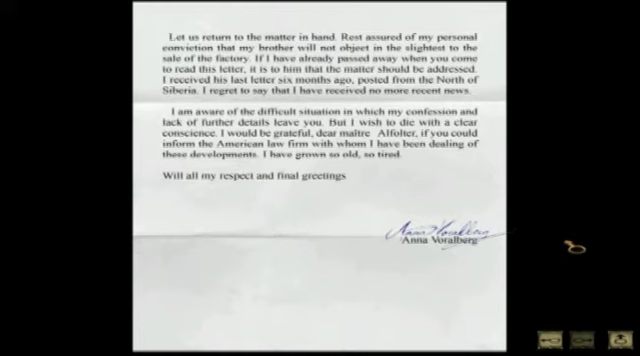 Let us return to the matter in hand. Rest assured of my personal
conviction that my brother will not object in the slightest to the
sale of the factory. If I have already passed away when you come
to read this letter, it is to him that the matter should be addressed.
I received his last letter six months ago, posted from the North of
Siberia. I regret to say that I have received no more recent news.
I am aware of the difficult situation in which my confession and
lack of further details leave you. But I wish to die with a clear
conscience. I would be grateful, dear maître Alfolter, if you could
inform the American law firm with whom I have been dealing of
these developments. I have grown so old, so tired.
Will all my respect and final greetings
Anna Voralberg
Anna Voralberg